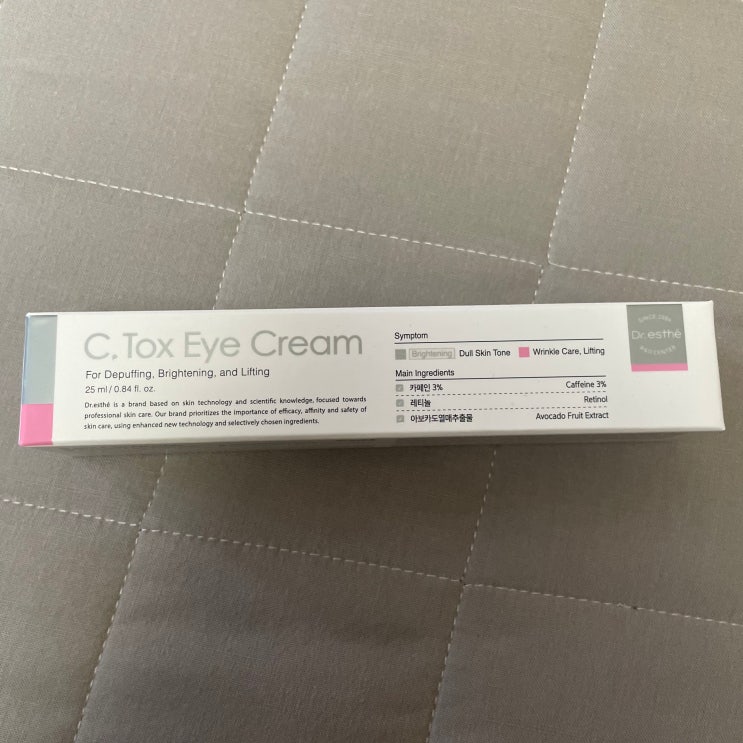 C,Tox Eye Cream
For Depuffing, Brightening, and Lifting
25 ml / 0.84 fl. oz.
Dr.esthé is a brand based on skin technology and scientific knowledge, focused towards
professional skin care. Our brand prioritizes the importance of efficacy, affinity and safety of
skin care, using enhanced new technology and selectively chosen ingredients.
Symptom
Brightening Dull Skin Tone Wrinkle Care, Lifting
Main Ingredients
카페인 3% Caffeine 3%
레티놀 Retinol
아보카도열매추출물 Avocado Fruit Extract
Dr.esthé